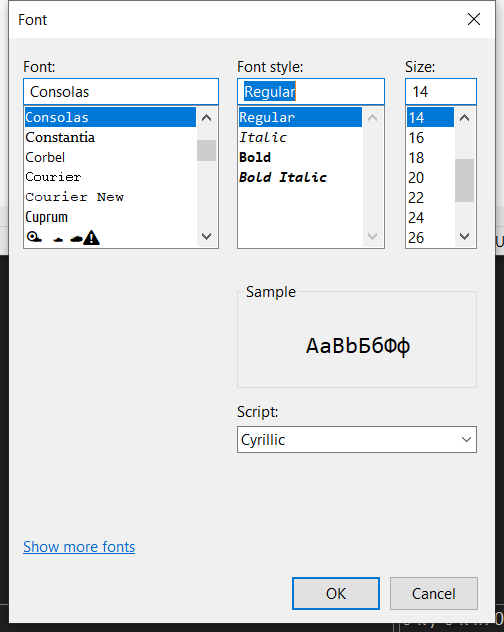 Font
Font:
Consolas
Consolas
Constantia
Corbel
Courier
Courier New
Cuprum
Font style:
Regular
Regular
Italic
Bold
Bold Italic
Size:
14
14
16
18
20
22
24
26
Sample
AaBbБбФф
Script:
Cyrillic
Show more fonts
OK
Cancel